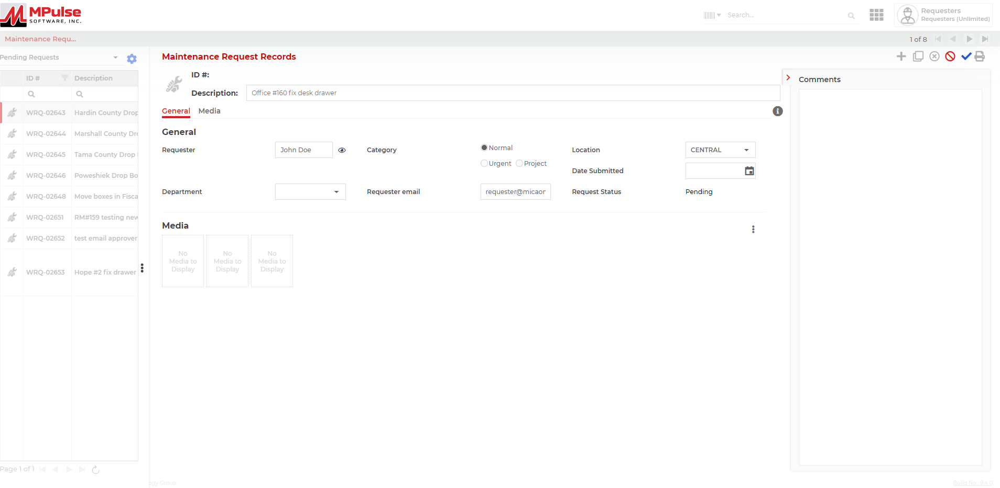 MPulse
SOFTWARE, INC.
Search...
Requesters
Requesters (Unlimited)
Maintenance Requ...
1 of 8
Pending Requests
Maintenance Request Records
ID #
Description
WRQ-02643 Hardin County Drop
WRQ-02644 Marshall County Dr
WRQ-02645 Tama County Drop
WRQ-02646 Poweshiek Drop Bo
WRQ-02648 Move boxes in Fisca
WRQ-02651 RM#159 testing new
WRQ-02652 test email approver
WRQ-02653 Hope #2 fix drawer
Page 1 of 1
ID #:
Description: Office #160 fix desk drawer
General Media
General
Requester John Doe
Category Normal
Urgent Project
Location CENTRAL
Date Submitted
Department
Requester email requester@micaor
Request Status Pending
Media
No
Media to
Display
No
Media to
Display
No
Media to
Display
Comments
ogy Group
Build No : 9.4.0